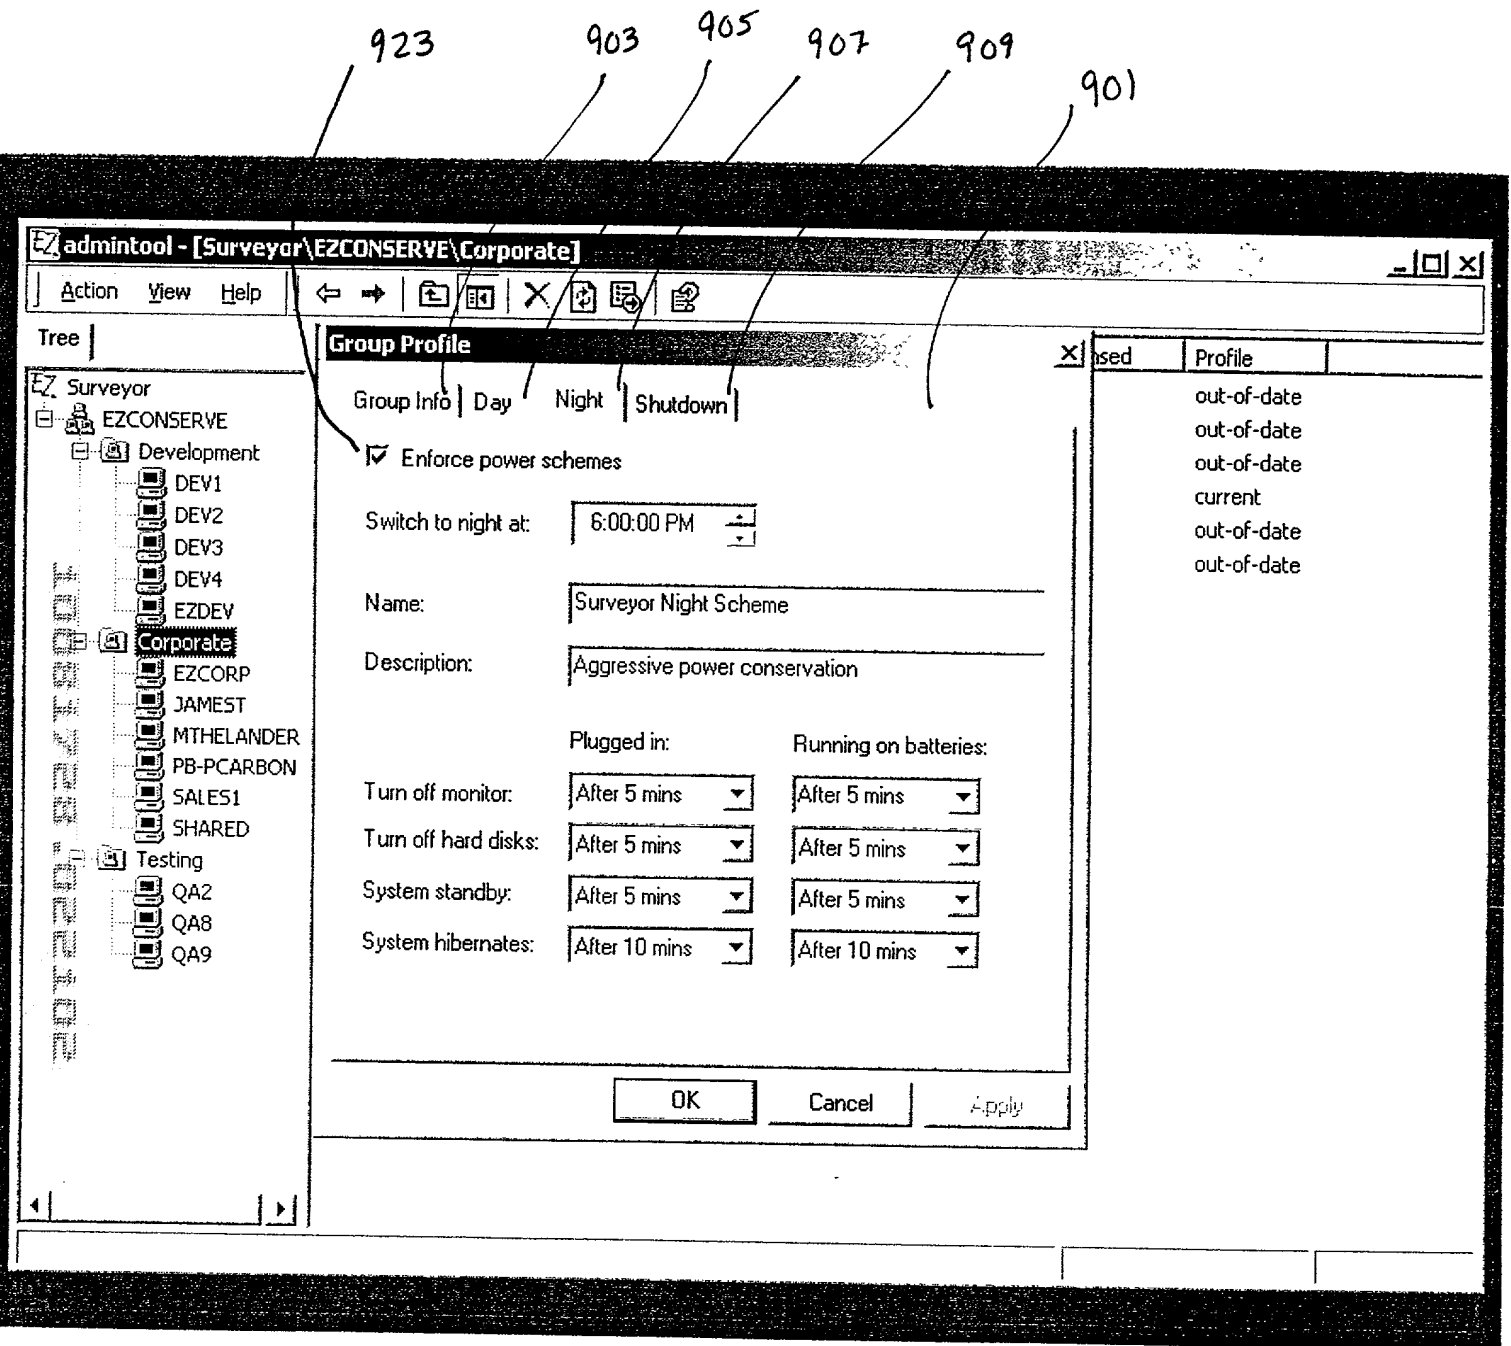 923 903 905 907 909 901
EZ admintool - [Surveyor\EZCONSERVE\Corporate]
Action View Help
Tree
Group Profile
nsed Profile
EZ Surveyor
EZCONSERVE
Development
DEV1
DEV2
DEV3
DEV4
EZDEV
Corporate
EZCORP
JAMEST
MTHELANDER
PB-PCARBON
SALES1
SHARED
Testing
QA2
QA8
QA9
Group Info Day Night Shutdown
Enforce power schemes
Switch to night at: 6:00:00 PM
Name: Surveyor Night Scheme
Description: Aggressive power conservation
Plugged in: Running on batteries:
Turn off monitor: After 5 mins After 5 mins
Turn off hard disks: After 5 mins After 5 mins
System standby: After 5 mins After 5 mins
System hibernates: After 10 mins After 10 mins
OK Cancel Apply
out-of-date
out-of-date
out-of-date
current
out-of-date
out-of-date